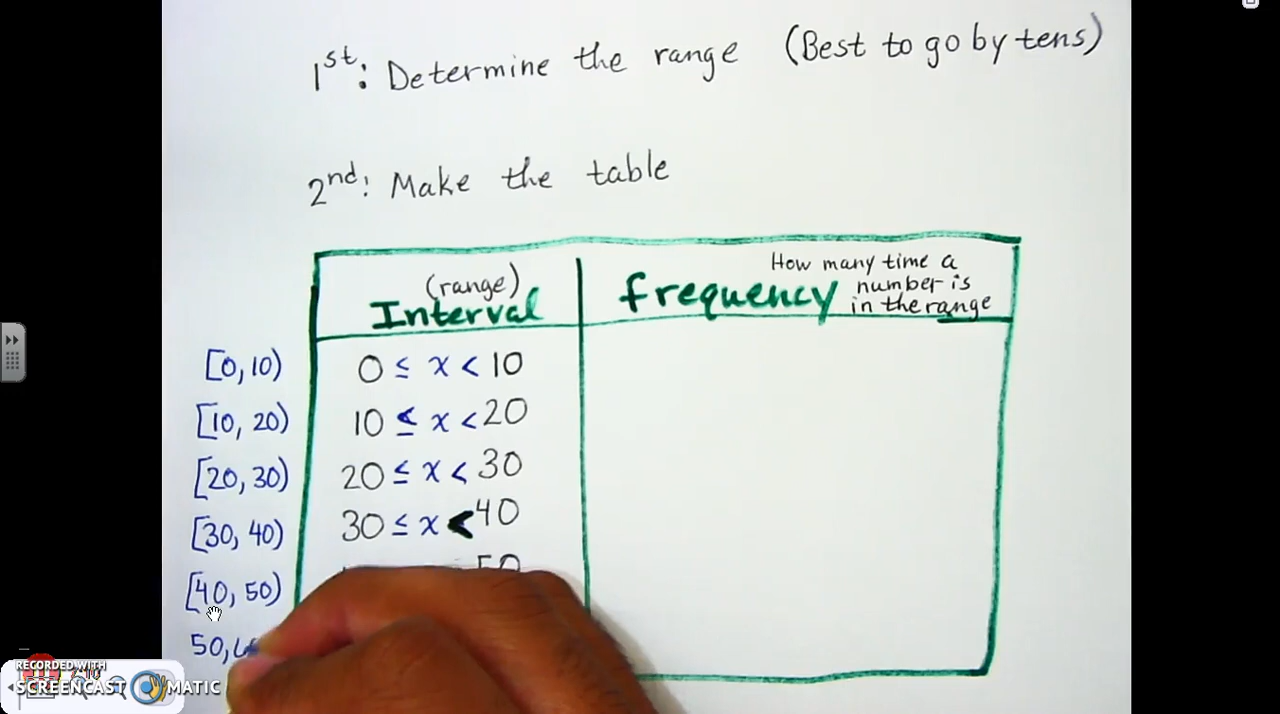 1st: Determine the range (Best to go by tens)
2nd: Make the table
(range)
Interval
frequency
How many time a
number is
in the range
[0, 10) 0 ≤ x < 10
[10, 20) 10 ≤ x < 20
[20, 30) 20 ≤ x < 30
[30, 40) 30 ≤ x < 40
[40, 50) 50
50,
RECORDED WITH
SCREENCAST MATIC